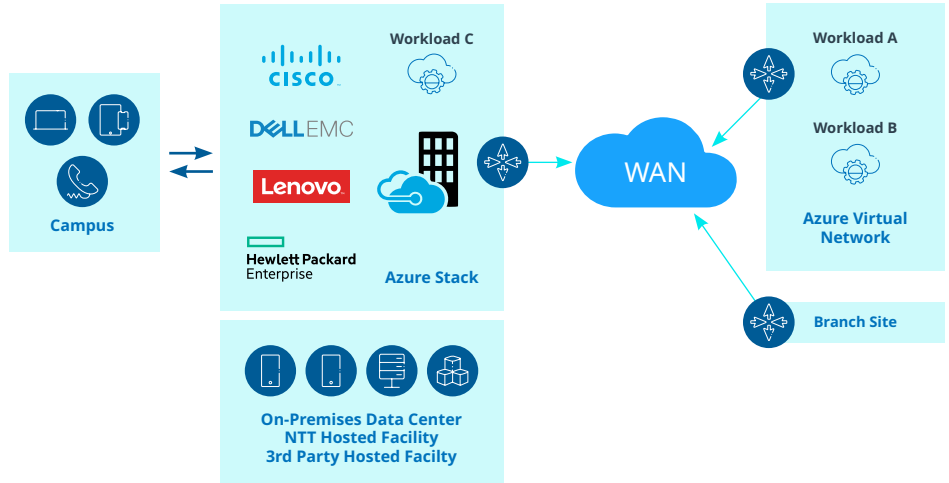 Campus
CISCO
DELLEMC
Lenovo
Hewlett Packard
Enterprise
Workload C
Azure Stack
On-Premises Data Center
NTT Hosted Facility
3rd Party Hosted Facilty
WAN
Workload A
Workload B
Azure Virtual
Network
Branch Site